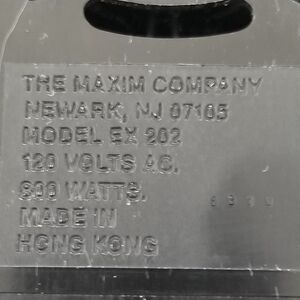 THE MAXIM COMPANY
NEWARK, NJ 07105
MODEL EX 202
120 VOLTS AC.
800 WATTS.
MADE IN
HONG KONG